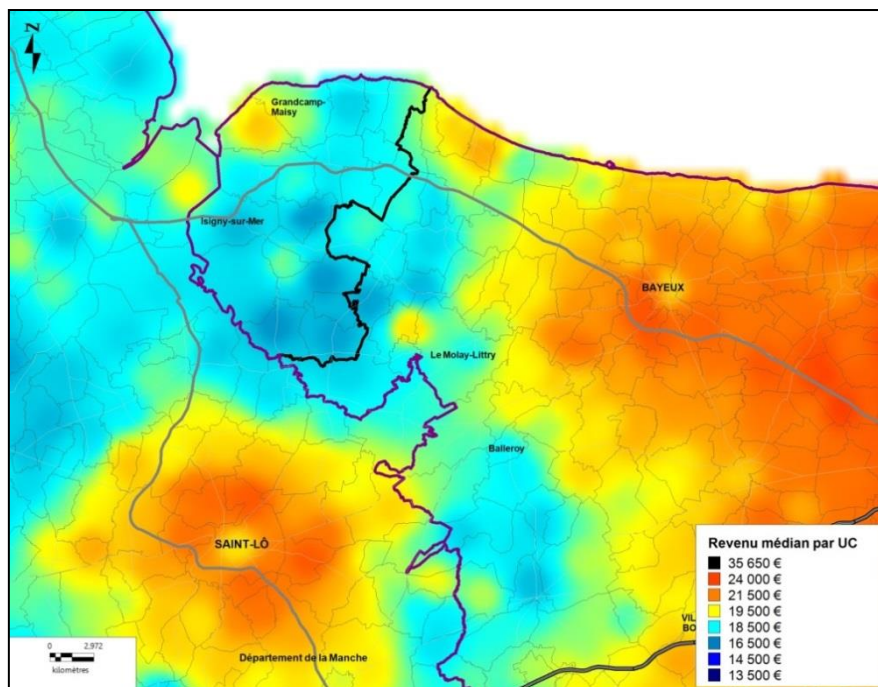 N
Grandcamp-
Maisy
Isigny-sur-Mer
BAYEUX
Le Molay-Littry
Balleroy
SAINT-LÔ
Département de la Manche
VIL
BO
0 2,972
kilomètres
Revenu médian par UC
35 650 €
24 000 €
21 500 €
19 500 €
18 500 €
16 500 €
14 500 €
13 500 €